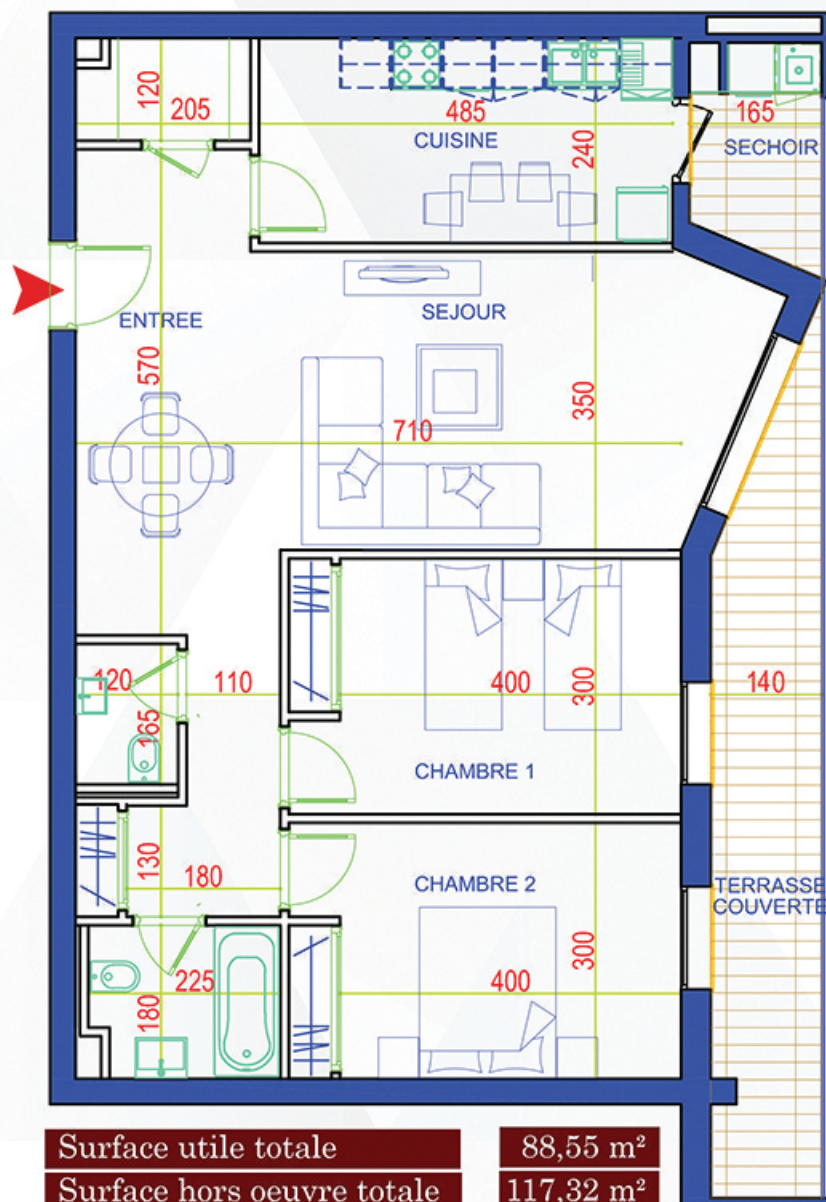 120
205
485
165
CUISINE
240
SECHOIR
ENTREE
SEJOUR
570
350
710
120
110
400
300
140
165
CHAMBRE 1
130
180
CHAMBRE 2
TERRASSE
COUVERTE
225
400
300
180
Surface utile totale 88,55 m²
Surface hors oeuvre totale 117,32 m²